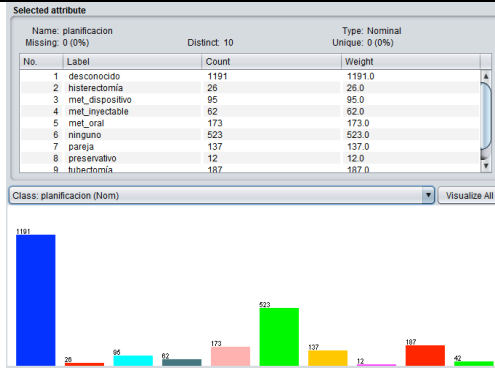 Selected attribute
Name: planificacion Type: Nominal
Missing: 0 (0%) Distinct: 10 Unique: 0 (0%)
No. Label Count Weight
1 desconocido 1191 1191.0
2 histerectomía 26 26.0
3 met_dispositivo 95 95.0
4 met_inyectable 62 62.0
5 met_oral 173 173.0
6 ninguno 523 523.0
7 pareja 137 137.0
8 preservativo 12 12.0
9 tubectomía 187 187.0
Class: planificacion (Nom) Visualize All
1191
26
95
62
173
523
137
12
187
42